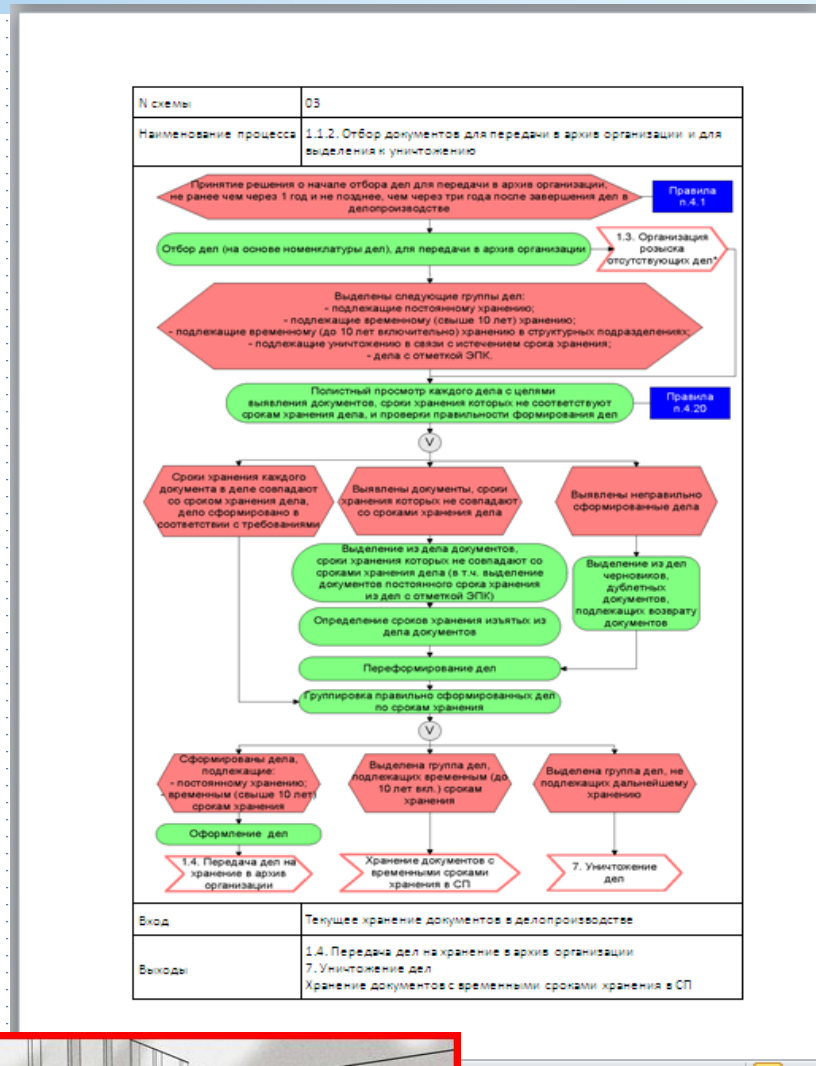 N схемы
03
Наименование процесса
1.1.2. Отбор документов для передачи в архив организации и для
выделения к уничтожению
Принятие решения о начале отбора дел для передачи в архив организации,
не ранее чем через 1 год и не позднее, чем через три года после завершения дел в
делопроизводстве
Правила
п.4.1
Отбор дел (на основе номенклатуры дел), для передачи в архив организации
1.3. Организация
розыска
отсутствующих дел*
Выделены следующие группы дел:
- подлежащие постоянному хранению;
- подлежащие временному (свыше 10 лет) хранению;
- подлежащие временному (до 10 лет включительно) хранению в структурных подразделениях;
- подлежащие уничтожению в связи с истечением срока хранения;
- дела с отметкой ЭПК.
Полистный просмотр каждого дела с целями
выявления документов, сроки хранения которых не соответствуют
срокам хранения дела, и проверки правильности формирования дел
Правила
п.4.20
V
Сроки хранения каждого
документа в деле совпадают
со сроком хранения дела,
дело сформировано в
соответствии с требованиями
Выявлены документы, сроки
хранения которых не совпадают
со сроками хранения дела
Выявлены неправильно
сформированные дела
Выделение из дела документов,
сроки хранения которых не совпадают со
сроками хранения дела (в т.ч. выделение
документов постоянного срока хранения
из дел с отметкой ЭПК)
Выделение из дел
черновиков,
дублетных
документов,
подлежащих возврату
документов
Определение сроков хранения изъятых из
дела документов
Переформирование дел
Группировка правильно сформированных дел
по срокам хранения
V
Сформированы дела,
подлежащие:
- постоянному хранению;
- временным (свыше 10 лет)
срокам хранения
Выделена группа дел,
подлежащих временным (до
10 лет вкл.) срокам
хранения
Выделена группа дел, не
подлежащих дальнейшему
хранению
Оформление дел
1.4. Передача дел на
хранение в архив
организации
Хранение документов с
временными сроками
хранения в СП
7. Уничтожение
дел
Вход
Текущее хранение документов в делопроизводстве
Выходы
1.4. Передача дел на хранение в архив организации
7. Уничтожение дел
Хранение документов с временными сроками хранения в СП